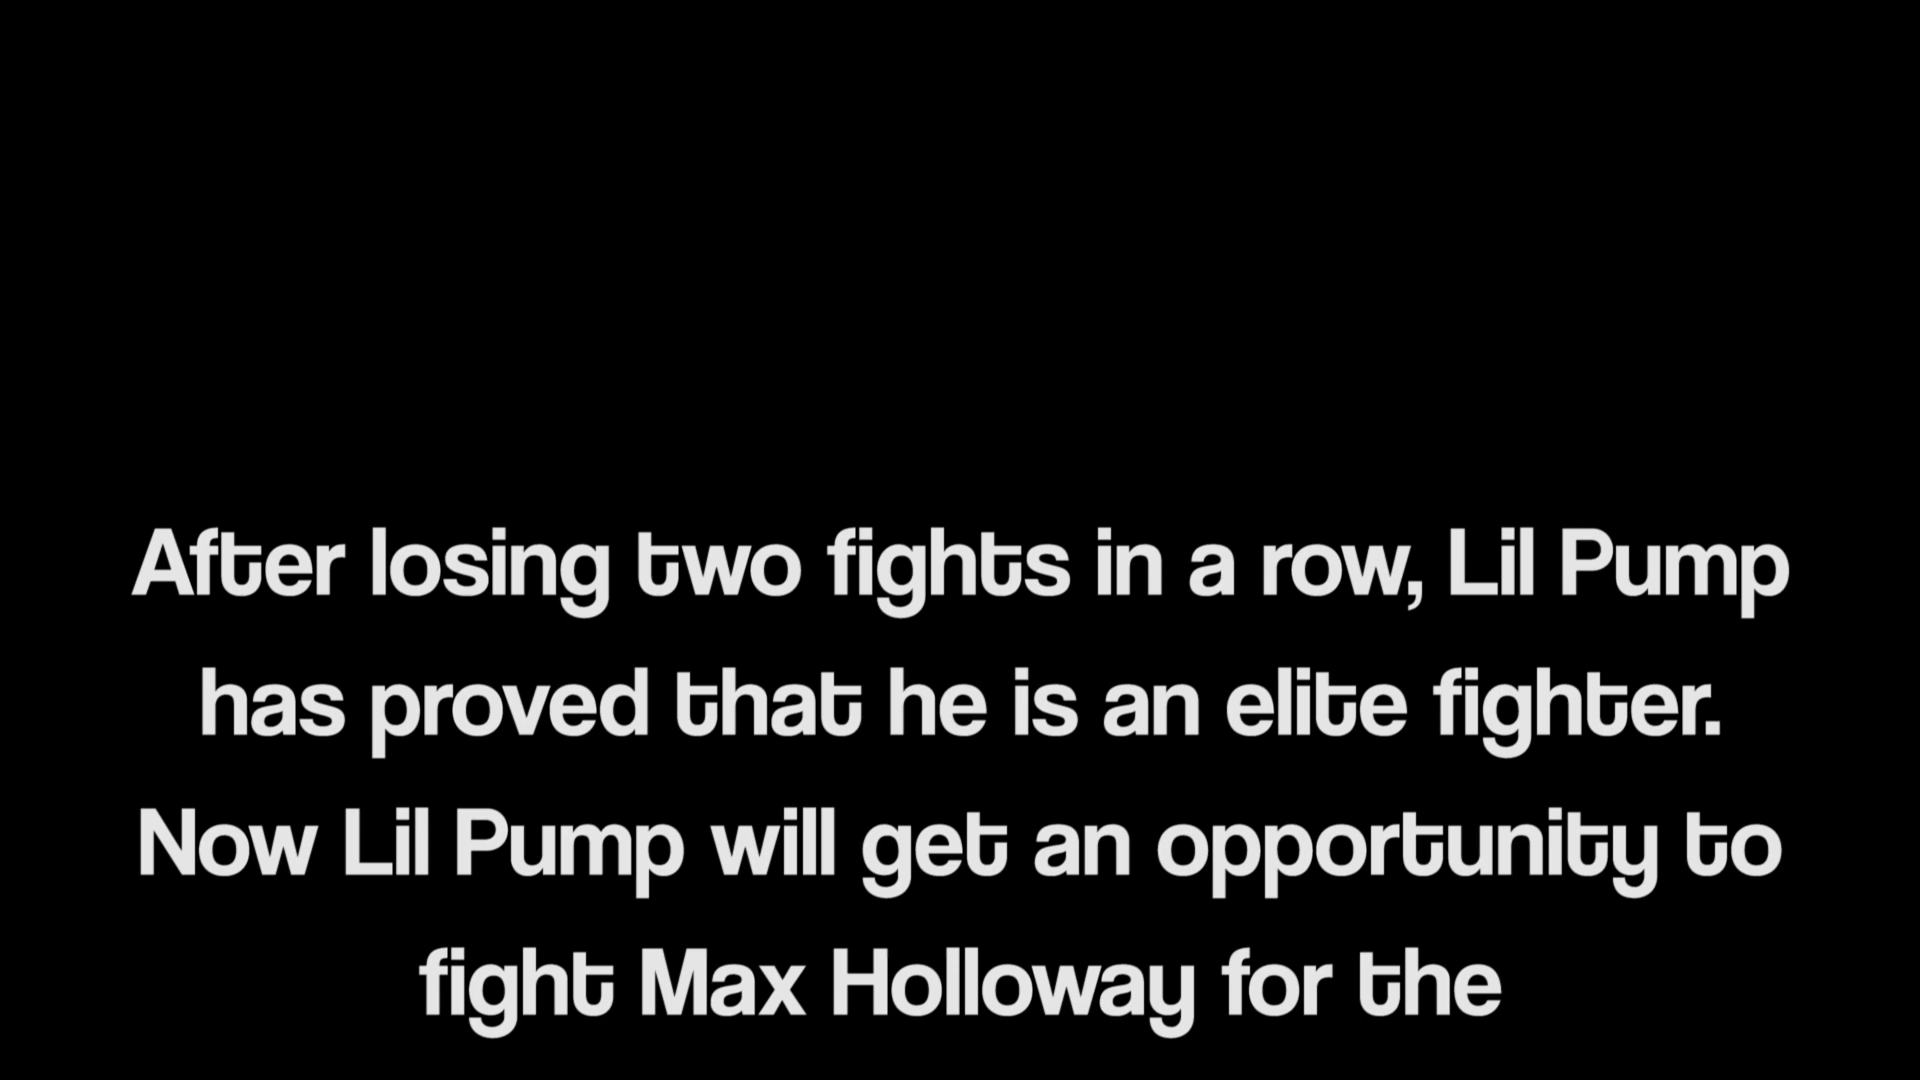 After losing two fights in a row, Lil Pump
has proved that he is an elite fighter.
Now Lil Pump will get an opportunity to
fight Max Holloway for the